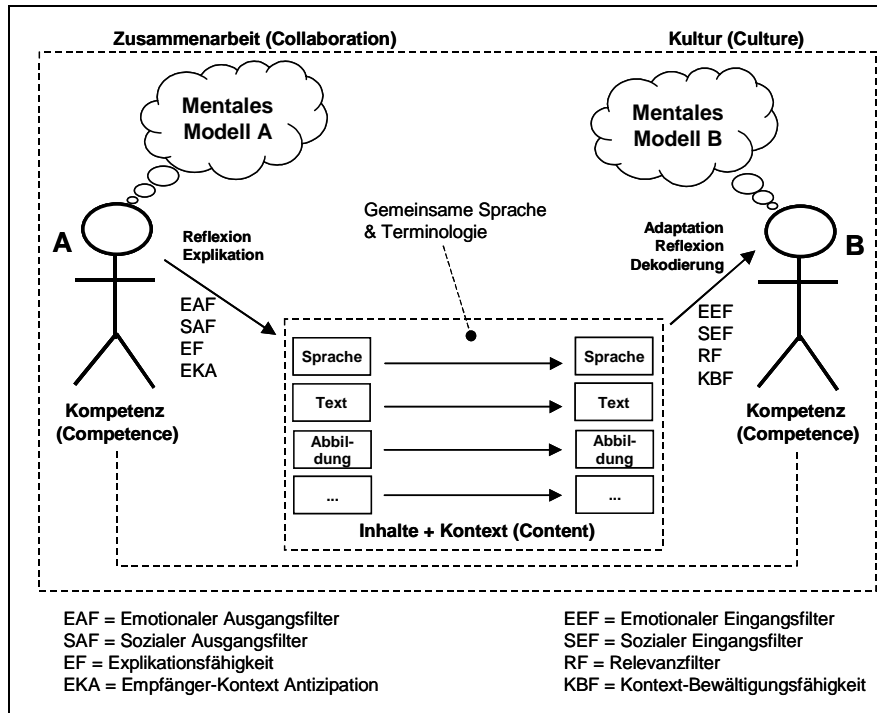 Zusammenarbeit (Collaboration)
Kultur (Culture)
Mentales
Modell A
Mentales
Modell B
Gemeinsame Sprache
& Terminologie
A
Reflexion
Explikation
Adaptation
Reflexion
Dekodierung
B
EAF
SAF
EF
EKA
EEF
SEF
RF
KBF
Sprache
Sprache
Text
Text
Abbil-
dung
Abbil-
dung
...
...
Kompetenz
(Competence)
Kompetenz
(Competence)
Inhalte + Kontext (Content)
EAF = Emotionaler Ausgangsfilter
SAF = Sozialer Ausgangsfilter
EF = Explikationsfähigkeit
EKA = Empfänger-Kontext Antizipation
EEF = Emotionaler Eingangsfilter
SEF = Sozialer Eingangsfilter
RF = Relevanzfilter
KBF = Kontext-Bewältigungsfähigkeit